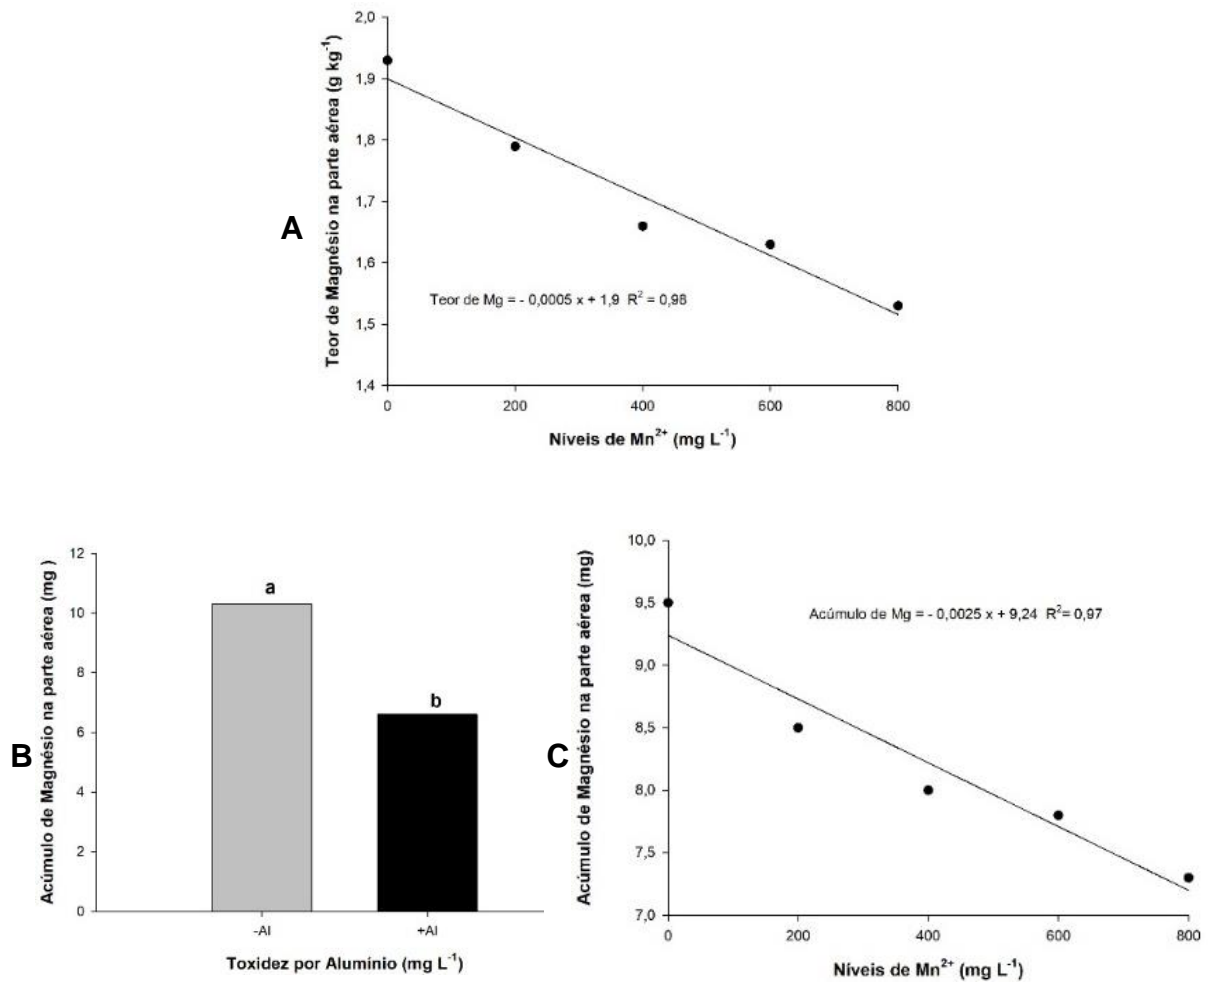 A
Teor de Magnésio na parte aérea (g kg⁻¹)
2,0
1,9
1,8
1,7
1,6
1,5
1,4
Teor de Mg = - 0,0005 x + 1,9 R² = 0,98
0 200 400 600 800
Níveis de Mn²⁺ (mg L⁻¹)
B
Acúmulo de Magnésio na parte aérea (mg )
12
10
8
6
4
2
0
a
b
-Al +Al
Toxidez por Alumínio (mg L⁻¹)
C
Acúmulo de Magnésio na parte aérea (mg)
10,0
9,5
9,0
8,5
8,0
7,5
7,0
Acúmulo de Mg = - 0,0025 x + 9,24 R²= 0,97
0 200 400 600 800
Níveis de Mn²⁺ (mg L⁻¹)